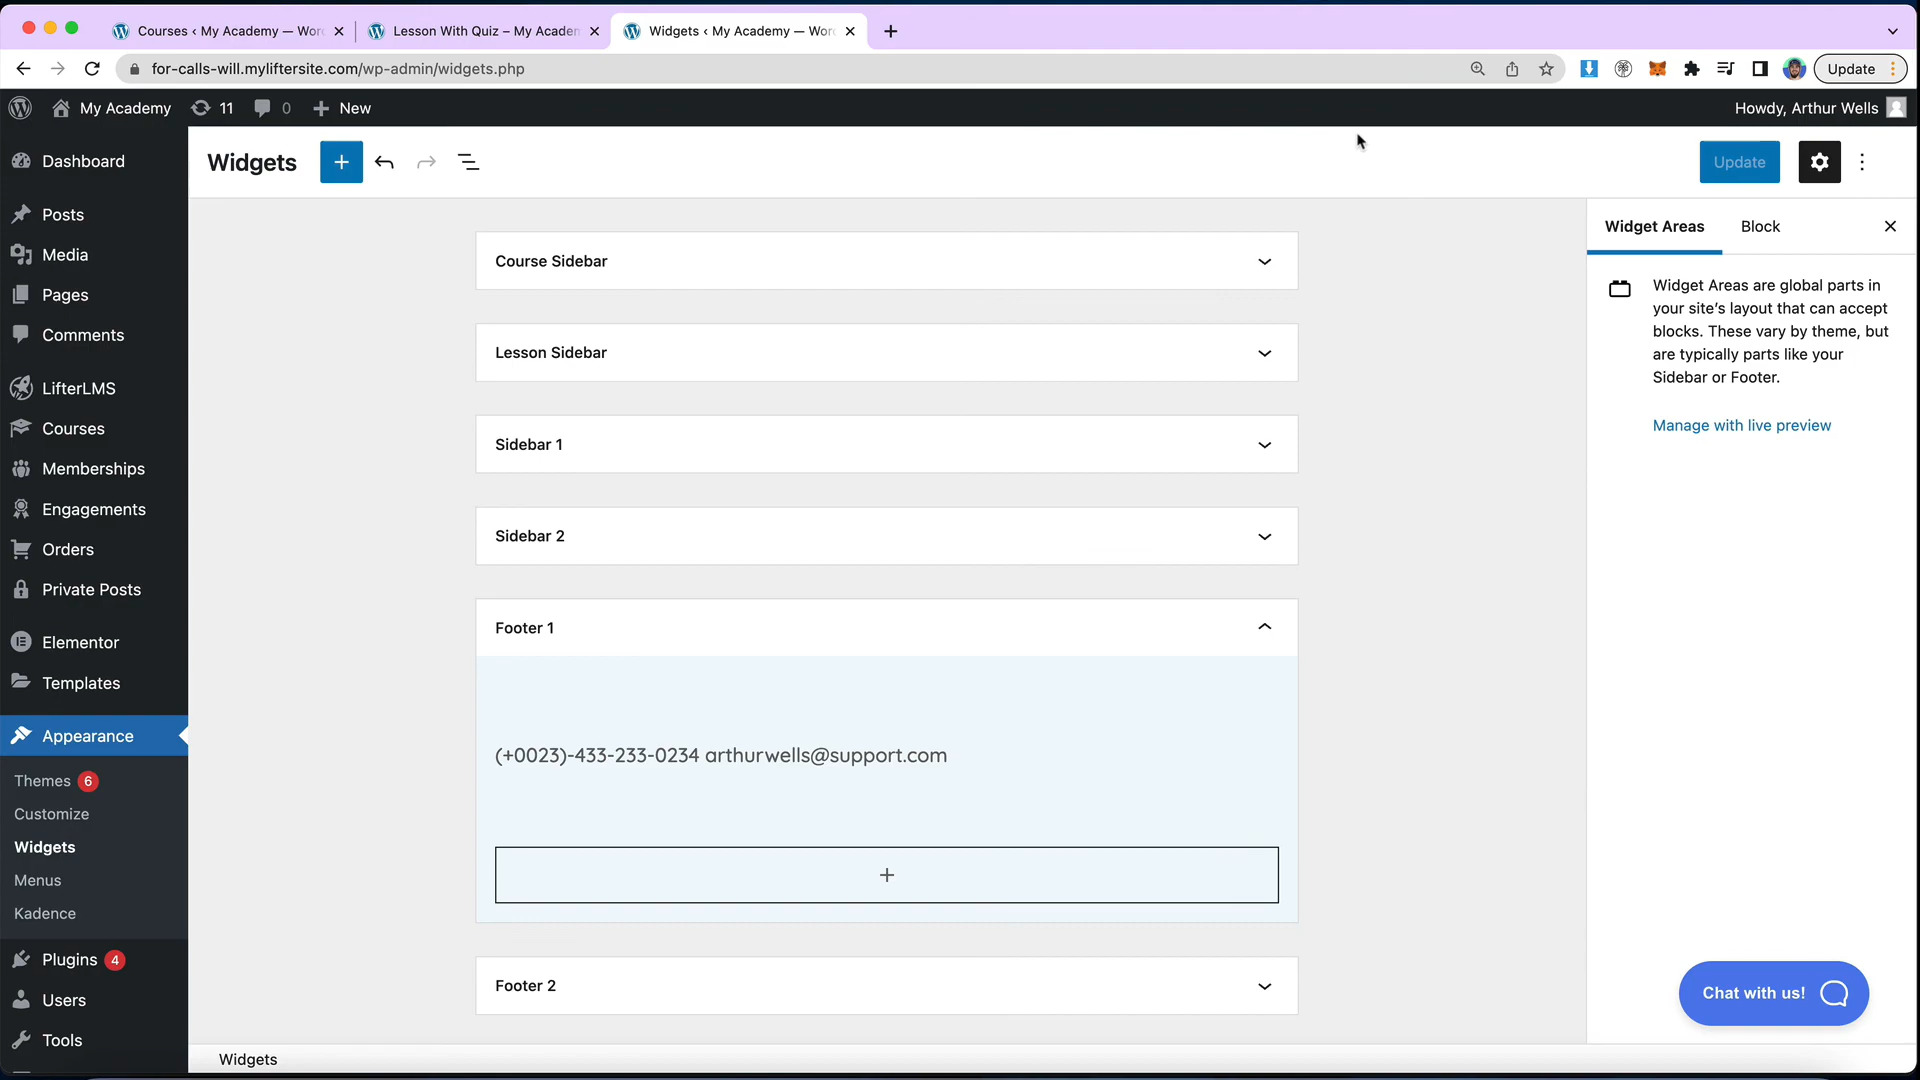 Courses ‹ My Academy — Wor
Lesson With Quiz – My Academ
Widgets ‹ My Academy — Wor
for-calls-will.myliftersite.com/wp-admin/widgets.php
Update
My Academy
11
0
New
Howdy, Arthur Wells
Dashboard
Posts
Media
Pages
Comments
LifterLMS
Courses
Memberships
Engagements
Orders
Private Posts
Elementor
Templates
Appearance
Themes 6
Customize
Widgets
Menus
Kadence
Plugins 4
Users
Tools
Widgets
Update
Course Sidebar
Lesson Sidebar
Sidebar 1
Sidebar 2
Footer 1
(+0023)-433-233-0234 arthurwells@support.com
Footer 2
Widget Areas
Block
Widget Areas are global parts in
your site's layout that can accept
blocks. These vary by theme, but
are typically parts like your
Sidebar or Footer.
Manage with live preview
Chat with us!
Widgets